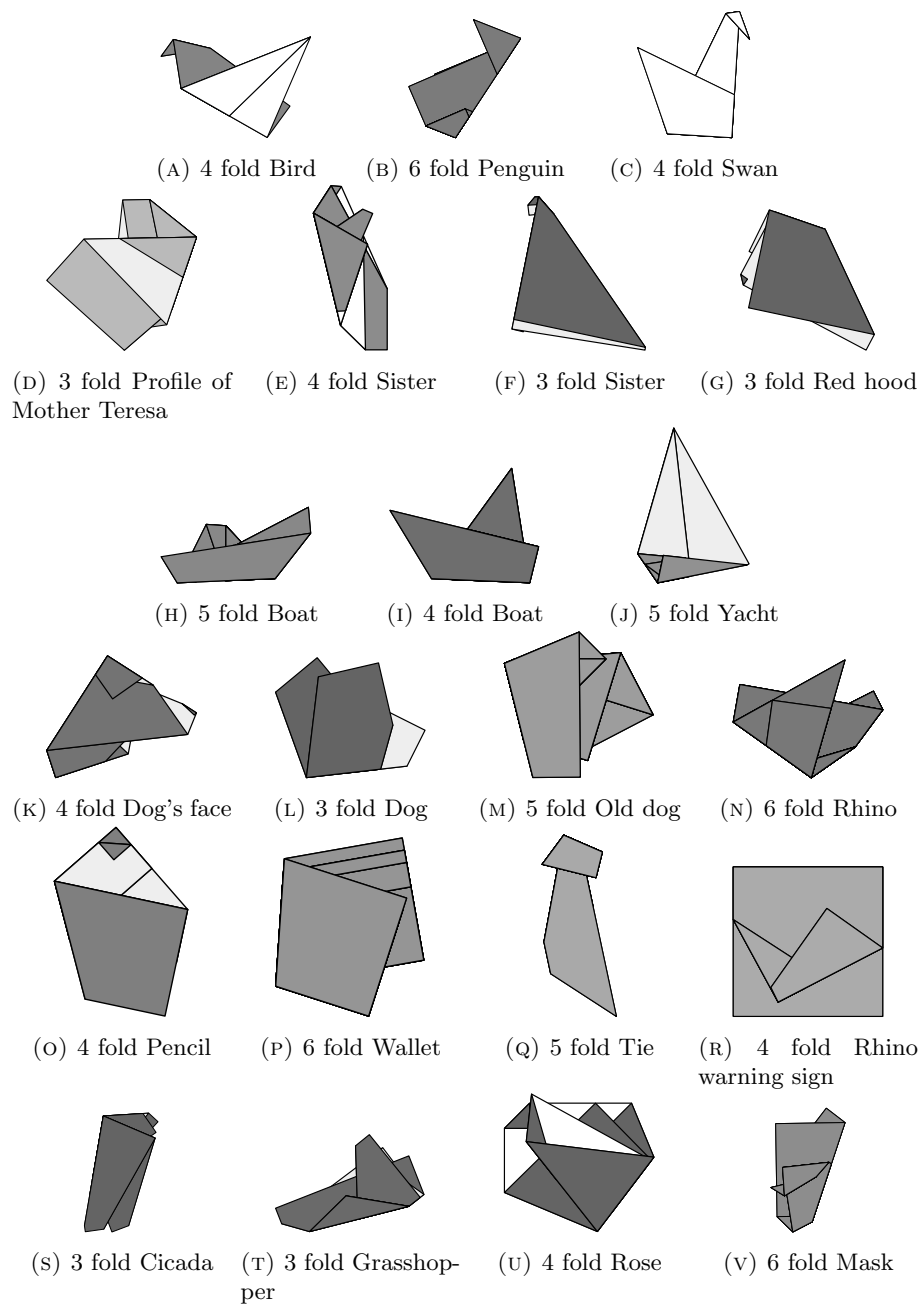 (A) 4 fold Bird
(B) 6 fold Penguin
(C) 4 fold Swan
(D) 3 fold Profile of
Mother Teresa
(E) 4 fold Sister
(F) 3 fold Sister
(G) 3 fold Red hood
(H) 5 fold Boat
(I) 4 fold Boat
(J) 5 fold Yacht
(K) 4 fold Dog's face
(L) 3 fold Dog
(M) 5 fold Old dog
(N) 6 fold Rhino
(O) 4 fold Pencil
(P) 6 fold Wallet
(Q) 5 fold Tie
(R) 4 fold Rhino
warning sign
(S) 3 fold Cicada
(T) 3 fold Grasshop-
per
(U) 4 fold Rose
(V) 6 fold Mask